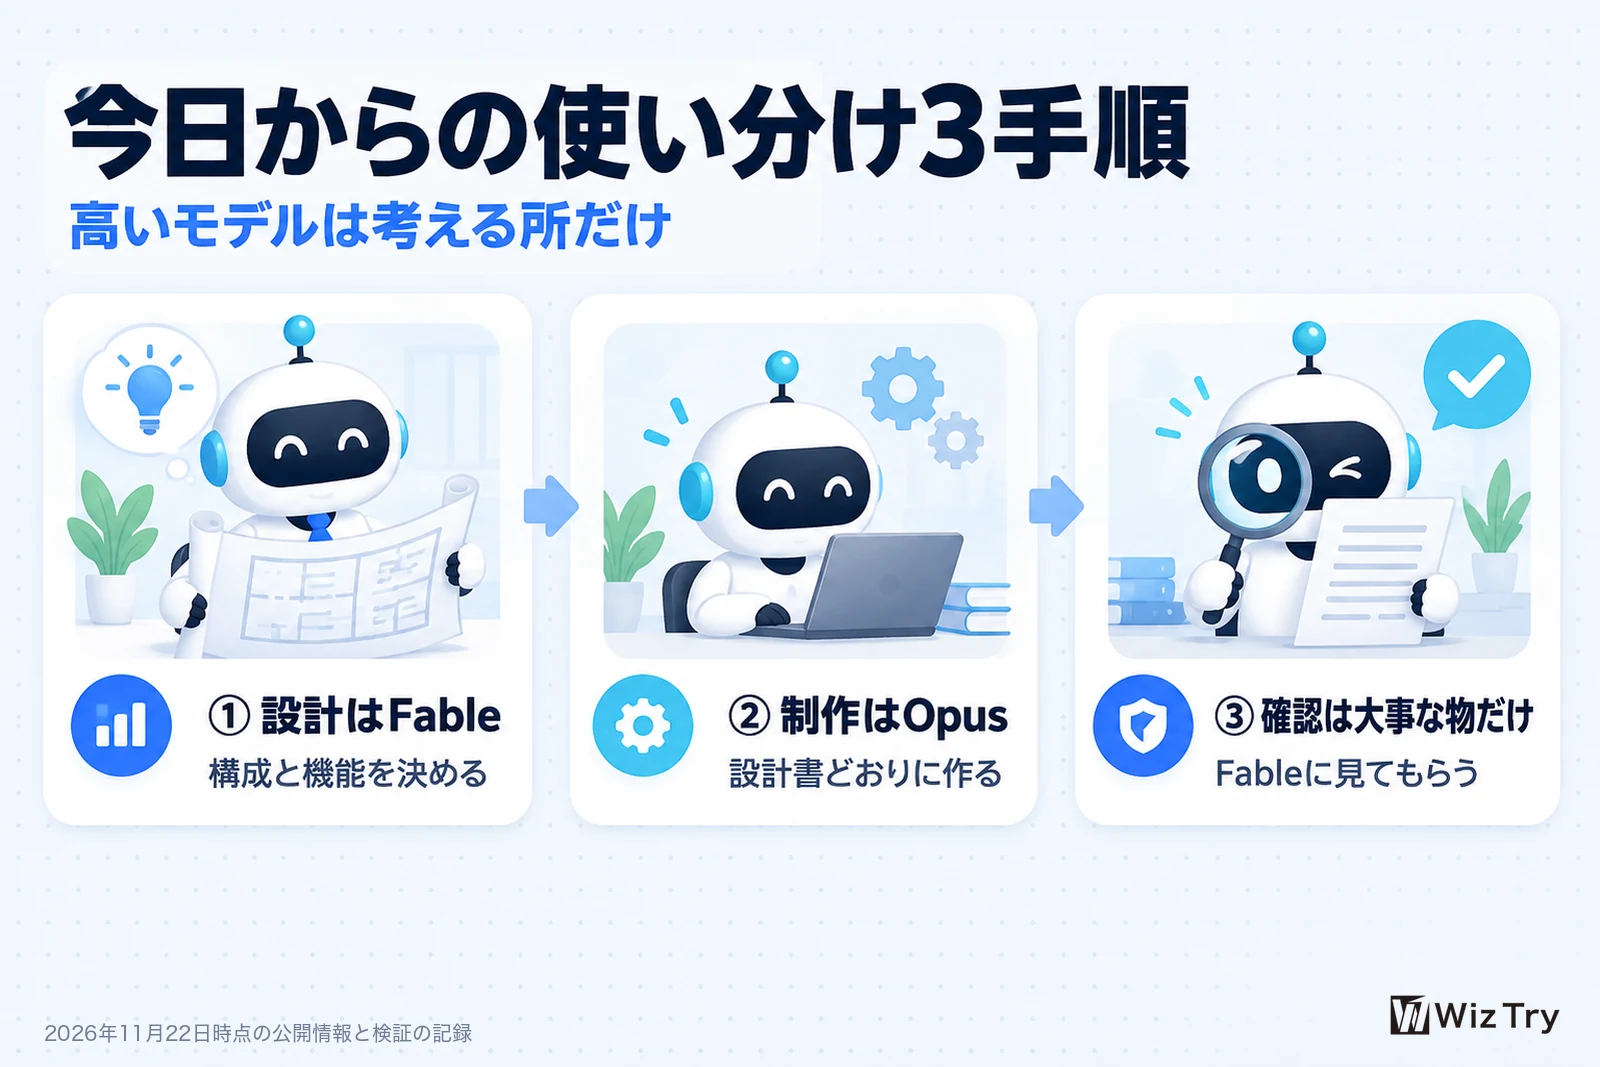 今日からの使い分け3手順
高いモデルは考える所だけ
① 設計はFable
構成と機能を決める
② 制作はOpus
設計書どおりに作る
③ 確認は大事な物だけ
Fableに見てもらう
2026年11月22日時点の公開情報と検証の記録
Wiz Try